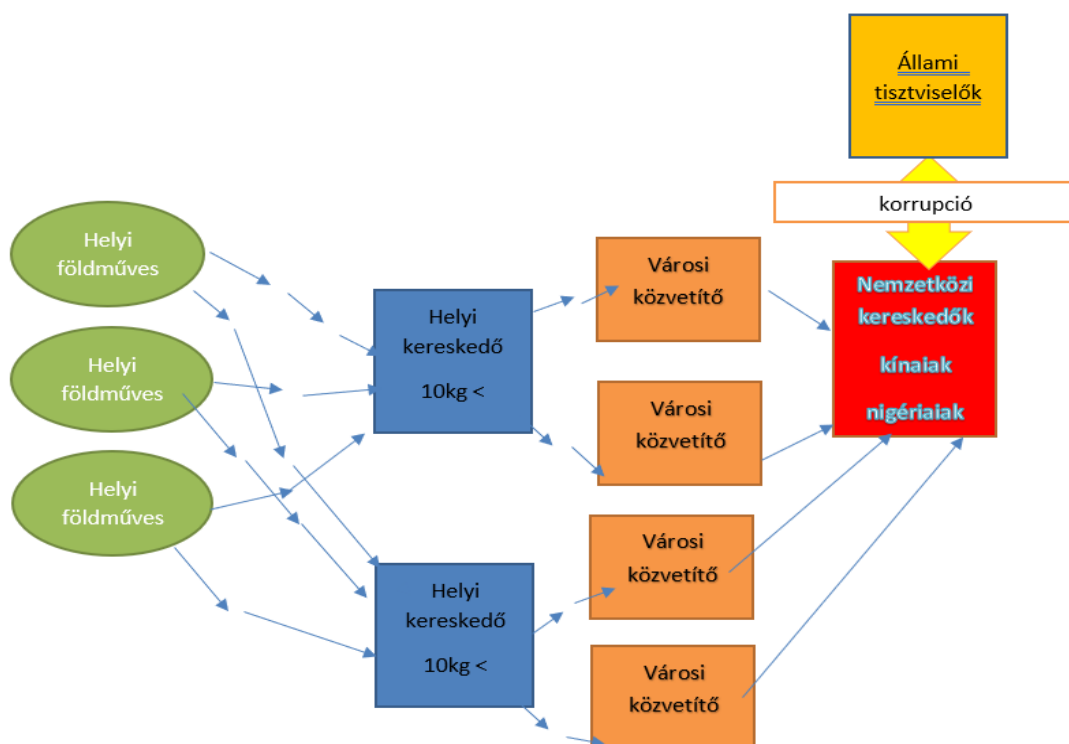 Állami
tisztviselők
korrupció
Helyi
földműves
Helyi
földműves
Helyi
földműves
Helyi
kereskedő
10kg <
Helyi
kereskedő
10kg <
Városi
közvetítő
Városi
közvetítő
Városi
közvetítő
Városi
közvetítő
Nemzetközi
kereskedők
kínaiak
nigériaiak